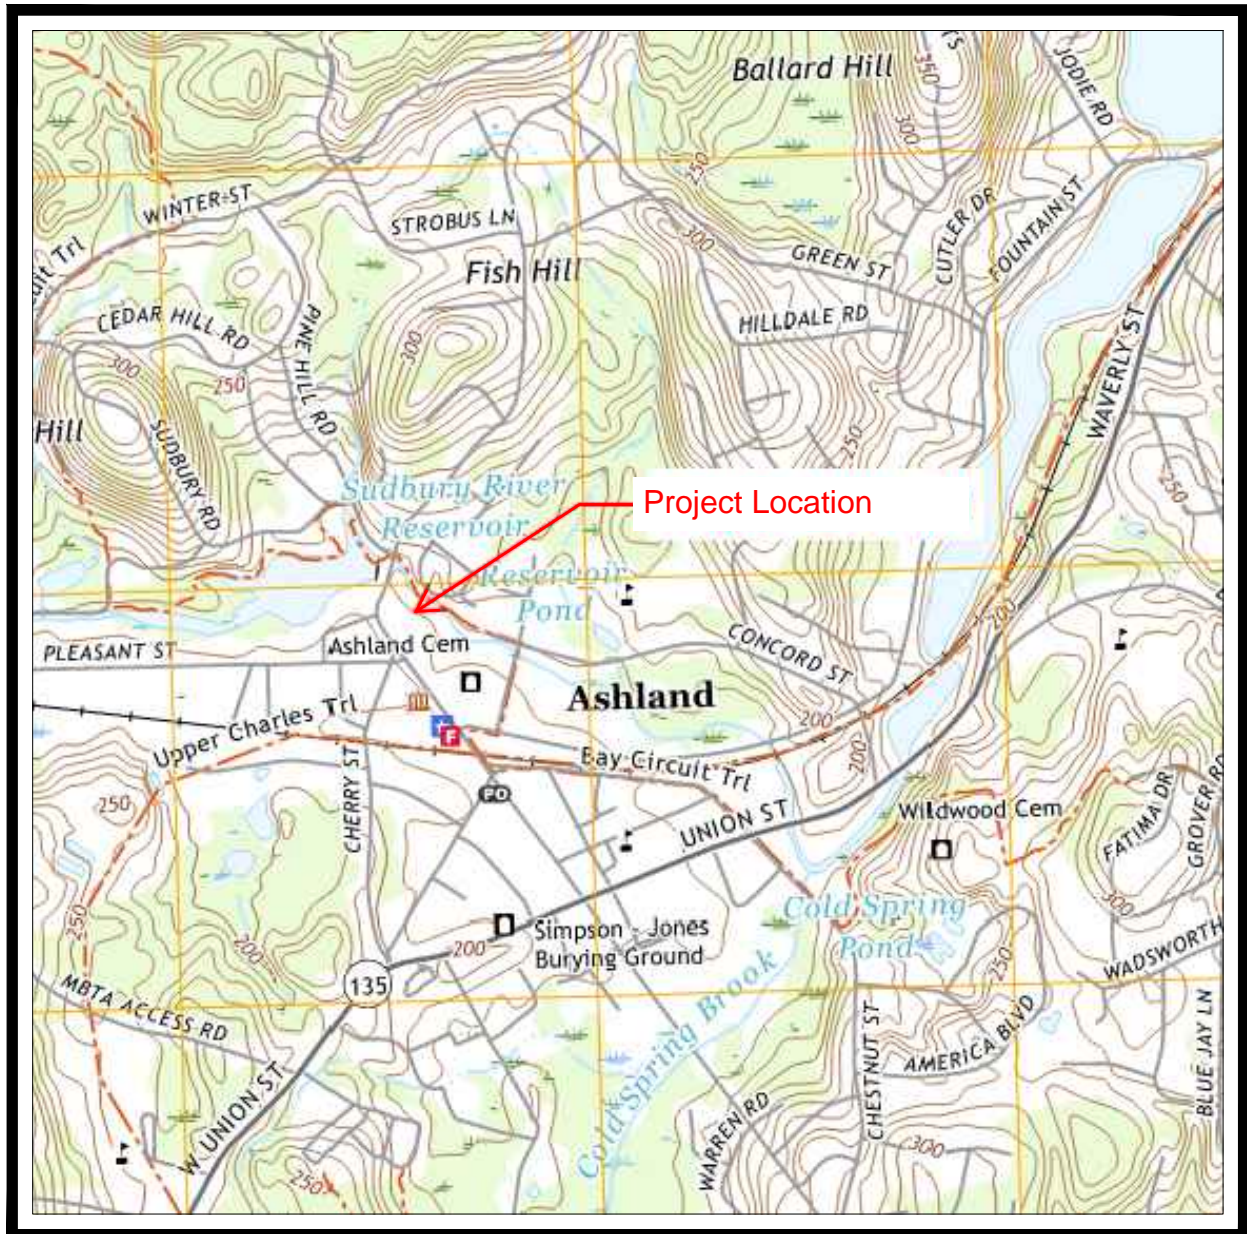 Ballard Hill
350
JODIE RD
300
250
WINTER ST
STROBUS LN
CUTLER DR
FOUNTAIN ST
300
GREEN ST
Fish Hill
CEDAR HILL RD
PINE HILL RD
HILLDALE RD
WAVERLY ST
300
300
250
Hill
SUDBURY RD
250
250
Sudbury River
Reservoir
Project Location
Reservoir
Pond
200
PLEASANT ST
Ashland Cem
CONCORD ST
Ashland
Upper Charles Trl
F
200
Bay Circuit Trl
200
250
CHERRY ST
PO
UNION ST
Wildwood Cem
FATIMA DR
GROVER RD
300
250
200
Cold Spring
Pond
Simpson - Jones
Burying Ground
200
250
WADSWORTH
135
MBTA ACCESS RD
Cold Spring Brook
CHESTNUT ST
AMERICA BLVD
BLUE JAY LN
W UNION ST
WARREN RD
300
250